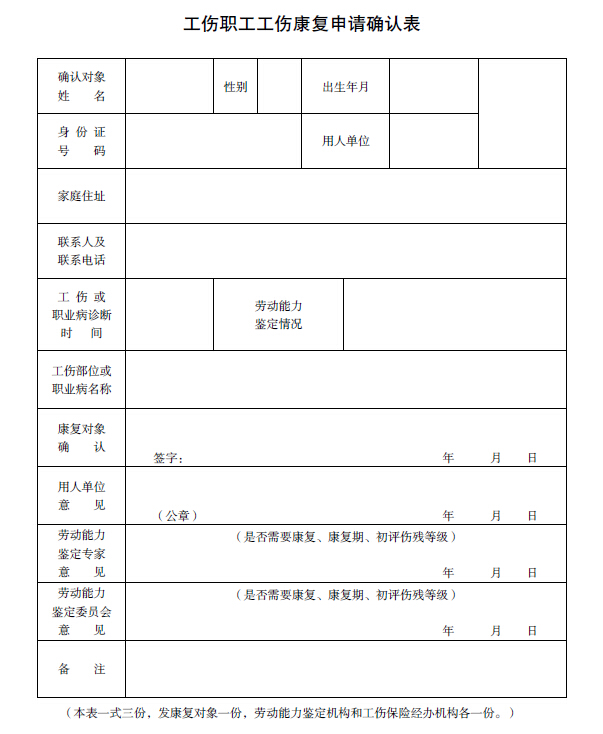 工伤职工工伤康复申请确认表
确认对象
姓 名
性别
出生年月
身 份 证
号 码
用人单位
家庭住址
联系人及
联系电话
工 伤 或
职业病诊断
时 间
劳动能力
鉴定情况
工伤部位或
职业病名称
康复对象
确 认
签字： 年 月 日
用人单位
意 见
（公章） 年 月 日
劳动能力
鉴定专家
意 见
（是否需要康复、康复期、初评伤残等级）
年 月 日
劳动能力
鉴定委员会
意 见
（是否需要康复、康复期、初评伤残等级）
年 月 日
备 注
（本表一式三份，发康复对象一份，劳动能力鉴定机构和工伤保险经办机构各一份。）